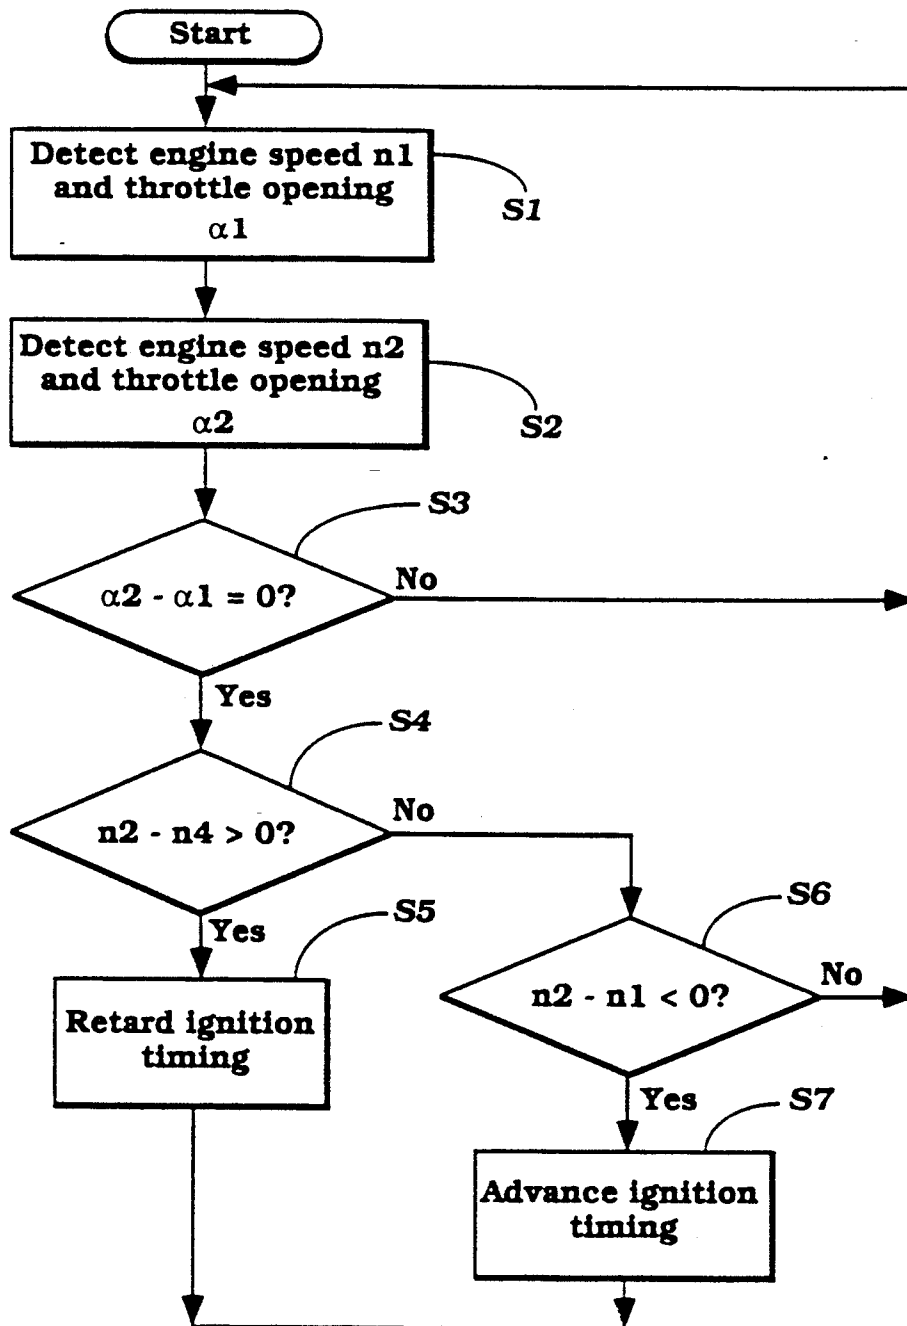 Start
Detect engine speed n1
and throttle opening
α1
S1
Detect engine speed n2
and throttle opening
α2
S2
S3
α2 - α1 = 0?
No
Yes
S4
n2 - n4 > 0?
No
Yes
S5
S6
n2 - n1 < 0?
No
Retard ignition
timing
Yes
S7
Advance ignition
timing